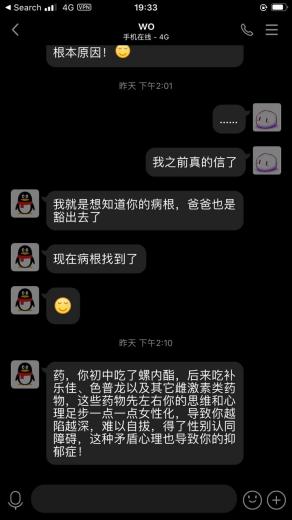 Search
4G
VPN
19:33
WO
手机在线 - 4G
根本原因！
昨天 下午2:01
......
我之前真的信了
我就是想知道你的病根，爸爸也是
豁出去了
现在病根找到了
昨天 下午2:10
药，你初中吃了螺内酯，后来吃补
乐佳、色普龙以及其它雌激素类药
物，这些药物先左右你的思维和心
理足步一点一点女性化，导致你越
陷越深，难以自拔，得了性别认同
障碍，这种矛盾心理也导致你的抑
郁症！